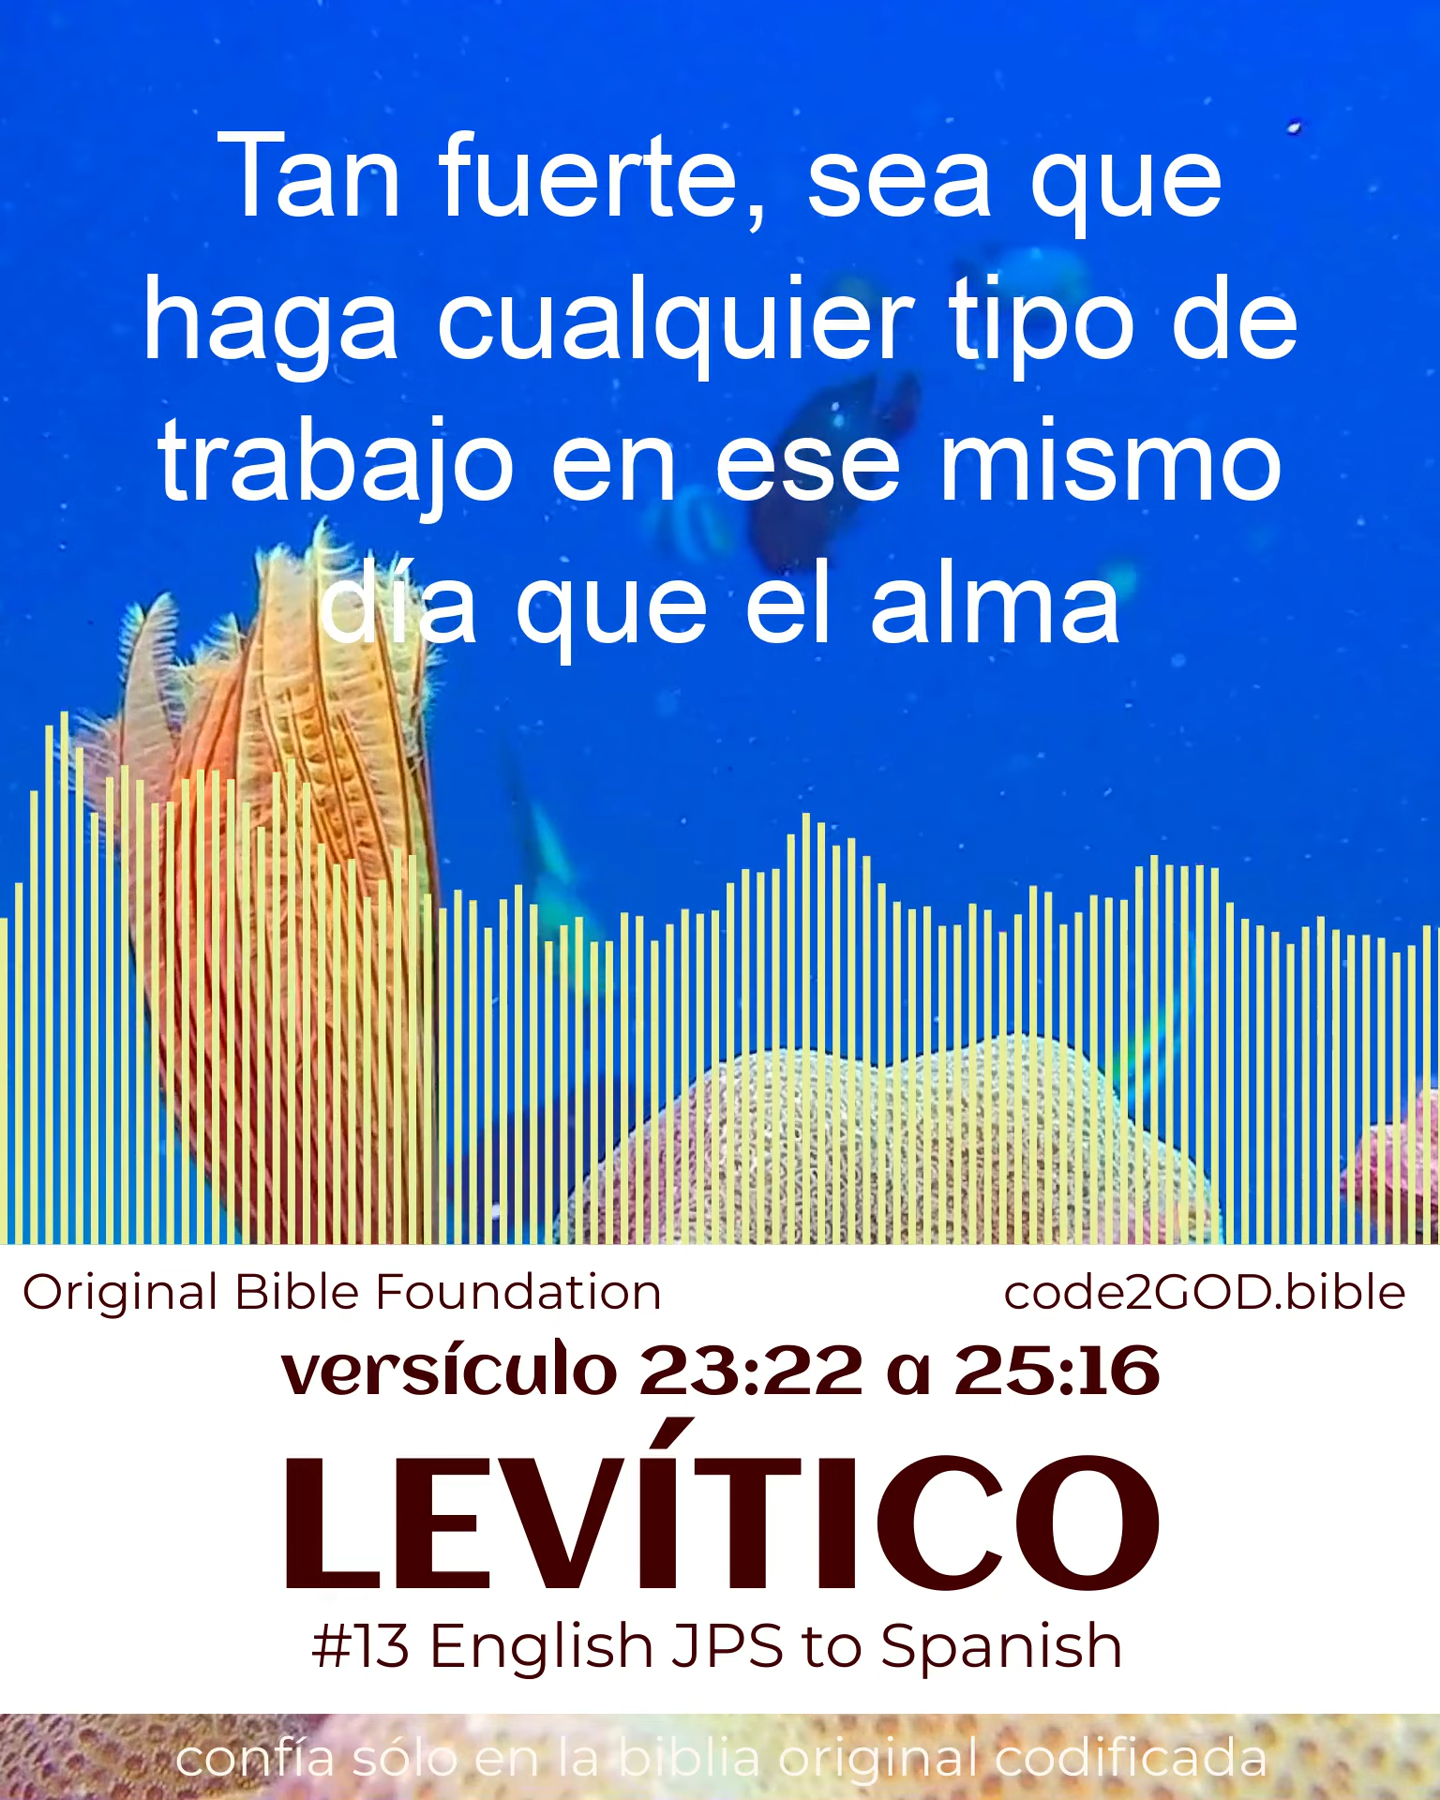 Tan fuerte, sea que
haga cualquier tipo de
trabajo en ese mismo
día que el alma
Original Bible Foundation
code2GOD.bible
versículo 23:22 a 25:16
LEVÍTICO
#13 English JPS to Spanish
confía sólo en la biblia original codificada